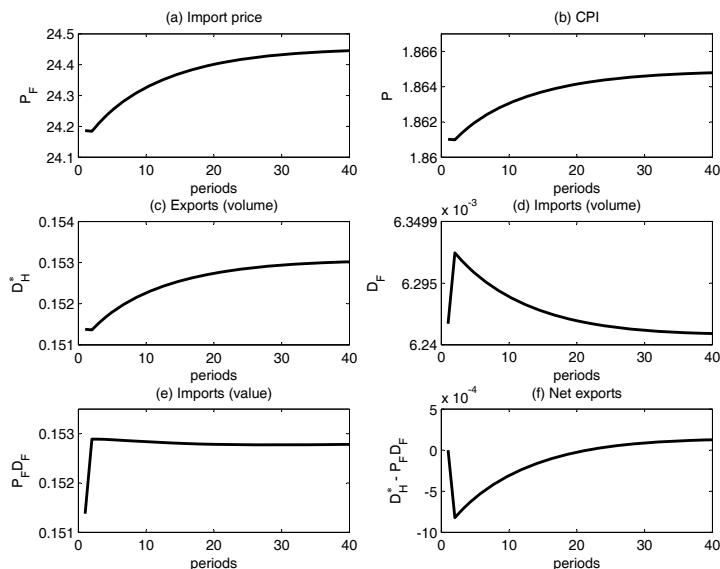 (a) Import price
24.5
24.4
24.3
24.2
24.1
P_F
0 10 20 30 40
periods
(b) CPI
1.866
1.864
1.862
1.86
P
0 10 20 30 40
periods
(c) Exports (volume)
0.154
0.153
0.152
0.151
D_H^*
0 10 20 30 40
periods
(d) Imports (volume)
x 10^-3
6.3499
6.295
6.24
D_F
0 10 20 30 40
periods
(e) Imports (value)
0.153
0.152
0.151
P_F D_F
0 10 20 30 40
periods
(f) Net exports
x 10^-4
5
0
-5
-10
D_H^* - P_F D_F
0 10 20 30 40
periods